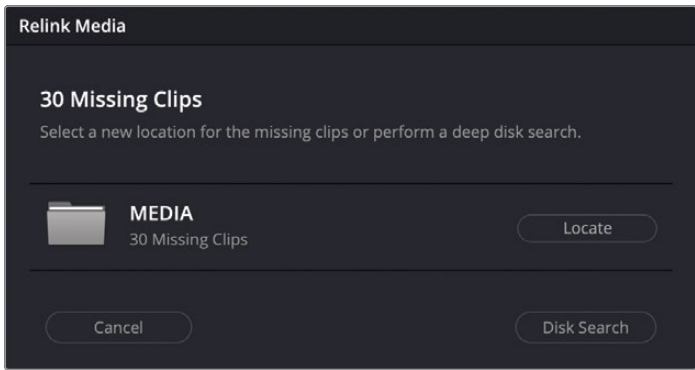 Relink Media
30 Missing Clips
Select a new location for the missing clips or perform a deep disk search.
MEDIA
30 Missing Clips
Locate
Cancel
Disk Search